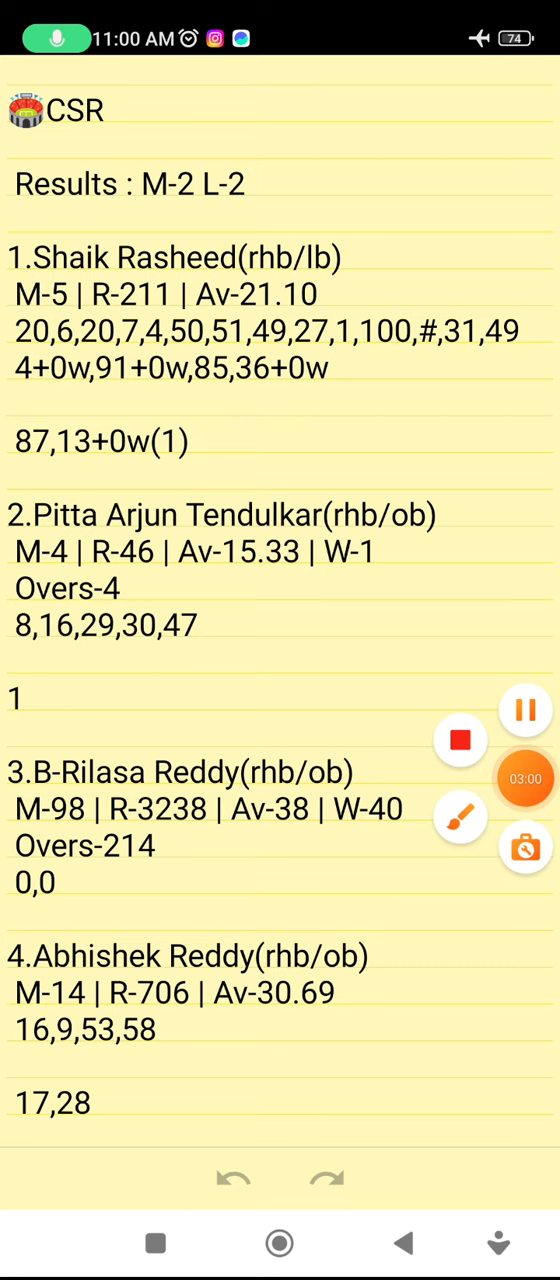 11:00 AM
74
CSR
Results : M-2 L-2
1.Shaik Rasheed(rhb/lb)
M-5 | R-211 | Av-21.10
20,6,20,7,4,50,51,49,27,1,100,#,31,49
4+0w,91+0w,85,36+0w
87,13+0w(1)
2.Pitta Arjun Tendulkar(rhb/ob)
M-4 | R-46 | Av-15.33 | W-1
Overs-4
8,16,29,30,47
1
03:00
3.B-Rilasa Reddy(rhb/ob)
M-98 | R-3238 | Av-38 | W-40
Overs-214
0,0
4.Abhishek Reddy(rhb/ob)
M-14 | R-706 | Av-30.69
16,9,53,58
17,28